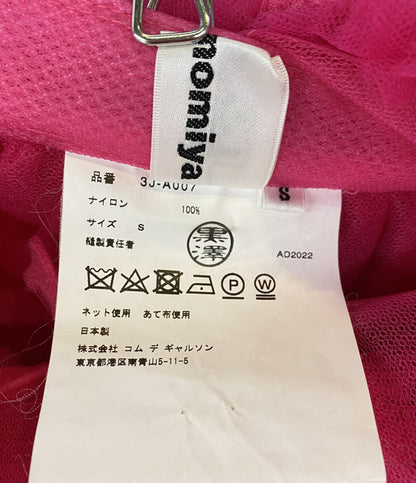 nomiya
S
品番 3J-A007
ナイロン 100%
サイズ S
縫製責任者 黒澤 AD2022
P W
ネット使用 あて布使用
日本製
株式会社 コム デ ギャルソン
東京都港区南青山5-11-5